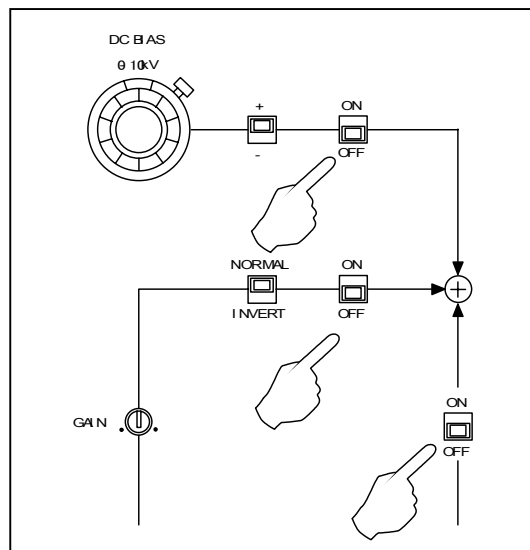 DC BIAS
0-10kV
+
ON
-
OFF
NORMAL
ON
INVERT
OFF
GAIN
ON
OFF